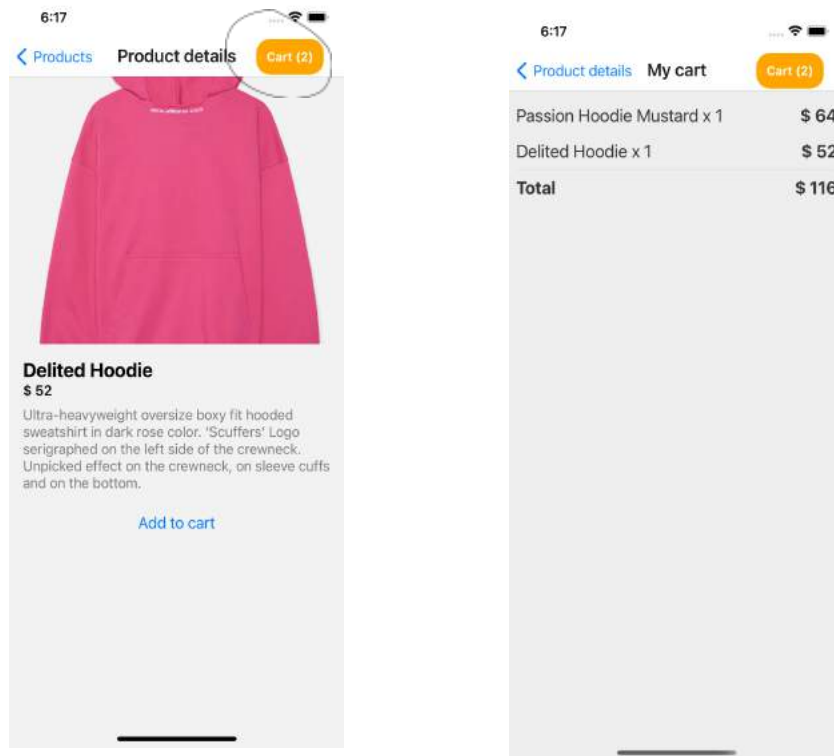 6:17
Products
Product details
Cart (2)
Delited Hoodie
$ 52
Ultra-heavyweight oversize boxy fit hooded
sweatshirt in dark rose color. 'Scuffers' Logo
serigraphed on the left side of the crewneck.
Unpicked effect on the crewneck, on sleeve cuffs
and on the bottom.
Add to cart
6:17
Product details
My cart
Cart (2)
Passion Hoodie Mustard x 1 $ 64
Delited Hoodie x 1 $ 52
Total $ 116